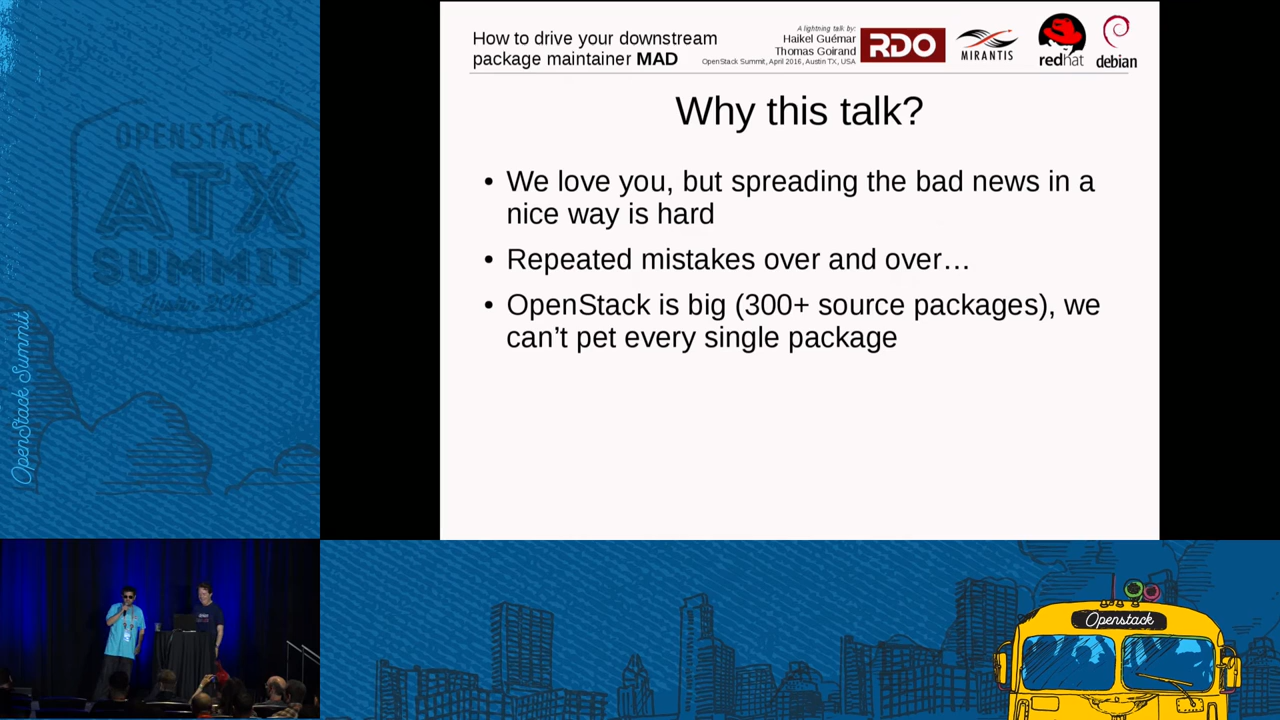 How to drive your downstream
package maintainer MAD
A lightning talk by:
Haikel Guémar
Thomas Goirand
OpenStack Summit, April 2016, Austin TX, USA
RDO
MIRANTIS
redhat
debian
Why this talk?
• We love you, but spreading the bad news in a
nice way is hard
• Repeated mistakes over and over…
• OpenStack is big (300+ source packages), we
can’t pet every single package
OPENSTACK
ATX
SUMMIT
Austin 2016
OpenStack Summit
Openstack